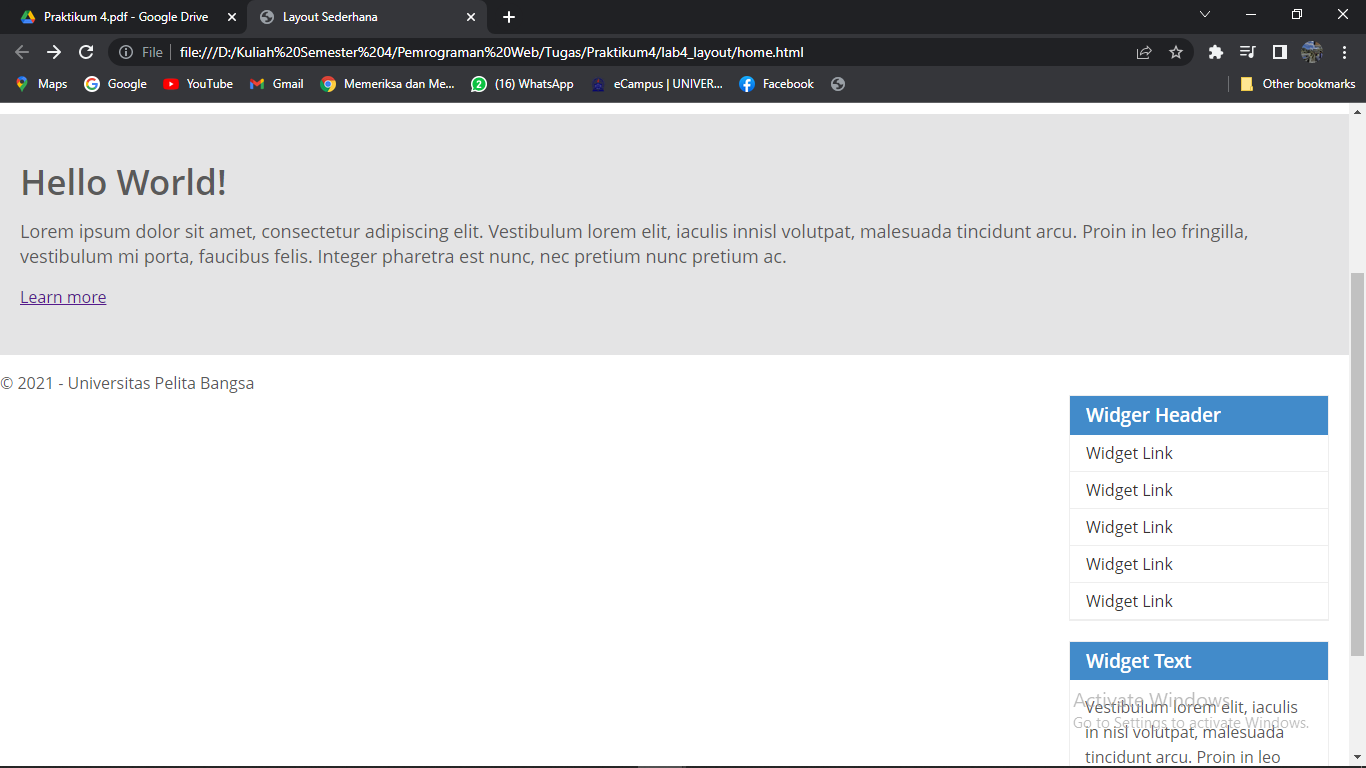 Praktikum 4.pdf - Google Drive
Layout Sederhana
File
file:///D:/Kuliah%20Semester%204/Pemrograman%20Web/Tugas/Praktikum4/lab4_layout/home.html
Maps
Google
YouTube
Gmail
Memeriksa dan Me...
2
(16) WhatsApp
eCampus | UNIVER...
Facebook
Other bookmarks
Hello World!
Lorem ipsum dolor sit amet, consectetur adipiscing elit. Vestibulum lorem elit, iaculis innisl volutpat, malesuada tincidunt arcu. Proin in leo fringilla,
vestibulum mi porta, faucibus felis. Integer pharetra est nunc, nec pretium nunc pretium ac.
Learn more
© 2021 - Universitas Pelita Bangsa
Widger Header
Widget Link
Widget Link
Widget Link
Widget Link
Widget Link
Widget Text
Vestibulum lorem elit, iaculis
in nisl volutpat, malesuada
tincidunt arcu. Proin in leo
Activate Windows
Go to Settings to activate Windows.